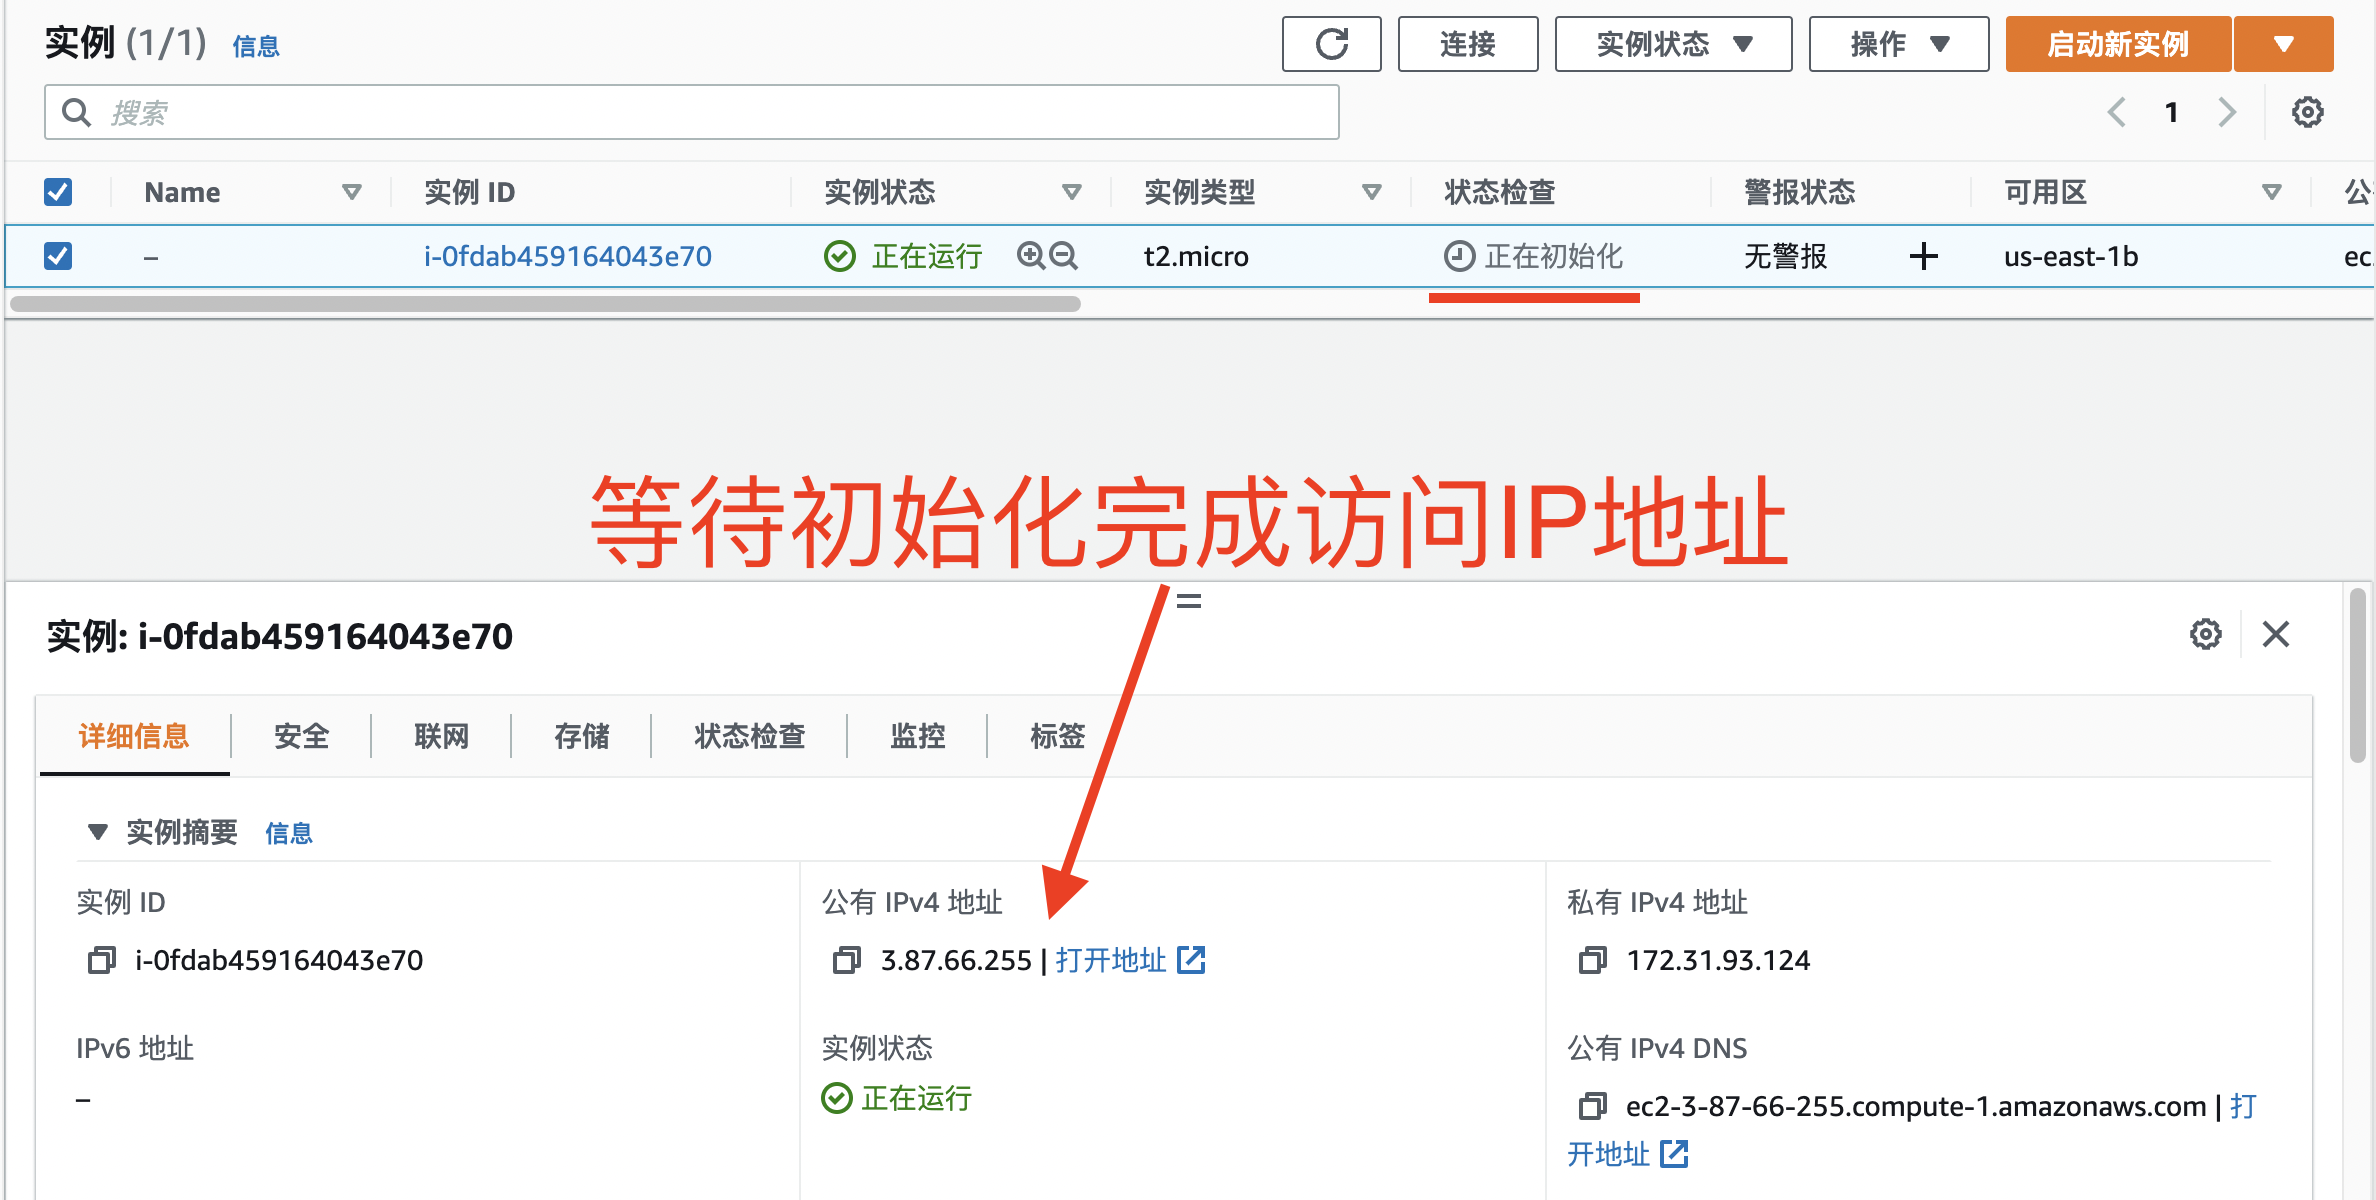 实例 (1/1) 信息 连接 实例状态 操作 启动新实例
搜索 1
Name 实例 ID 实例状态 实例类型 状态检查 警报状态 可用区 公
– i-0fdab459164043e70 正在运行 t2.micro 正在初始化 无警报 us-east-1b ec
等待初始化完成访问IP地址
实例: i-0fdab459164043e70
详细信息 安全 联网 存储 状态检查 监控 标签
实例摘要 信息
实例 ID 公有 IPv4 地址 私有 IPv4 地址
i-0fdab459164043e70 3.87.66.255 | 打开地址 172.31.93.124
IPv6 地址 实例状态 公有 IPv4 DNS
– 正在运行 ec2-3-87-66-255.compute-1.amazonaws.com | 打
开地址